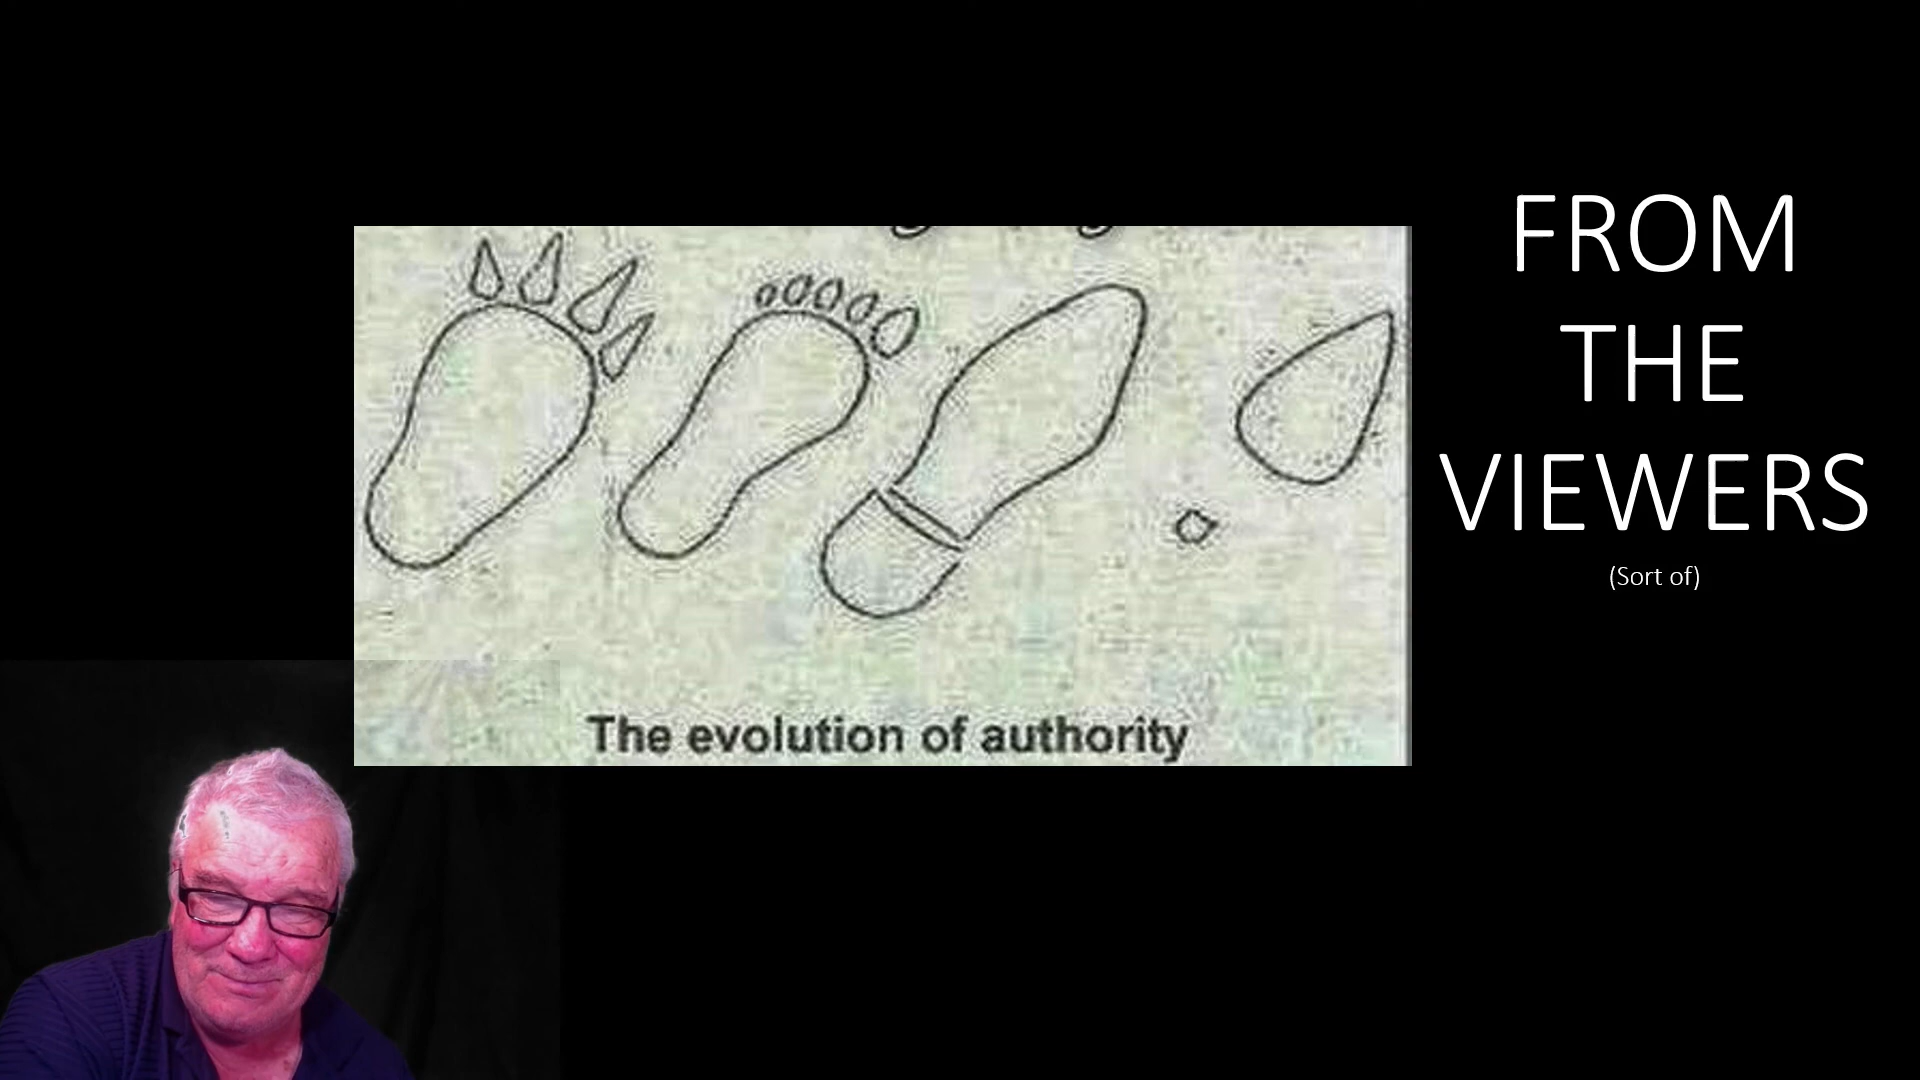 FROM
THE
VIEWERS
(Sort of)
The evolution of authority